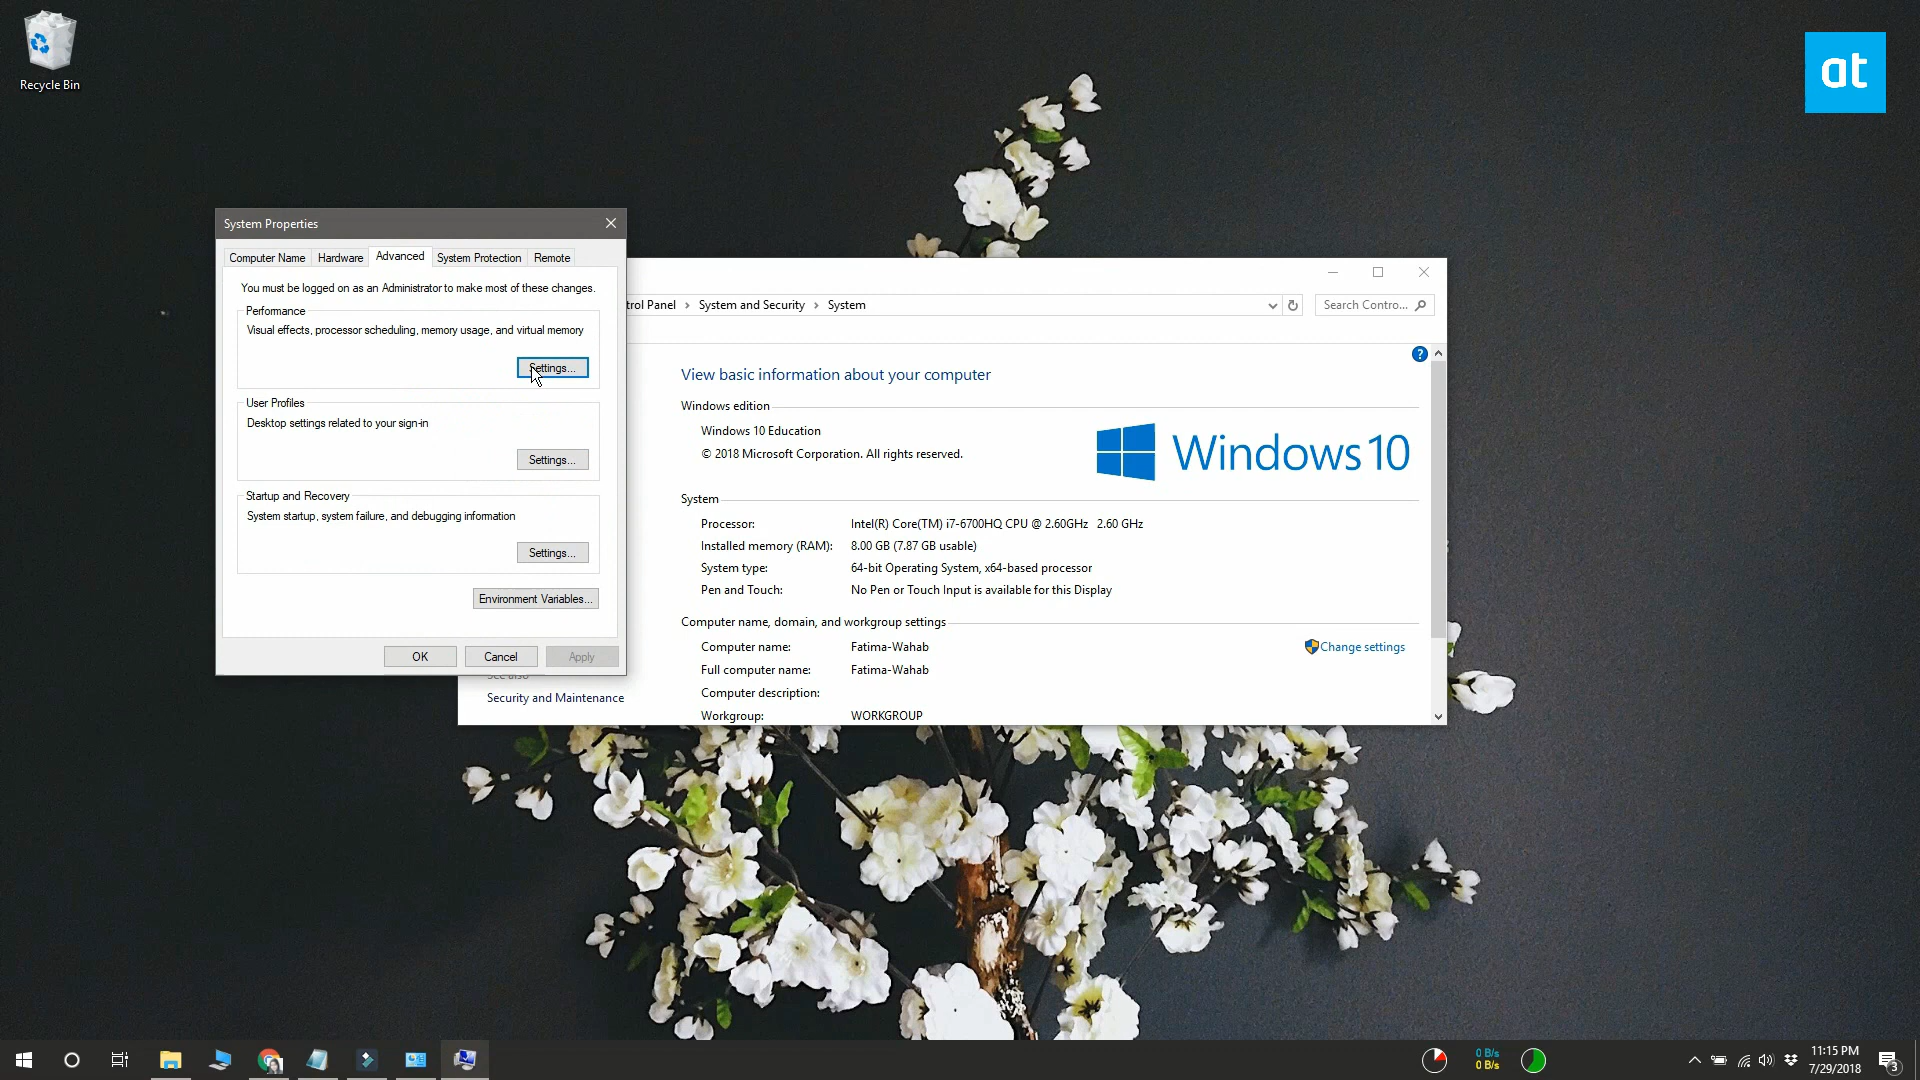 Recycle Bin
at
System Properties
Computer Name Hardware Advanced System Protection Remote
You must be logged on as an Administrator to make most of these changes.
Performance
Visual effects, processor scheduling, memory usage, and virtual memory
Settings...
User Profiles
Desktop settings related to your sign-in
Settings...
Startup and Recovery
System startup, system failure, and debugging information
Settings...
Environment Variables...
OK Cancel Apply
trol Panel > System and Security > System
Search Contro...
?
View basic information about your computer
Windows edition
Windows 10 Education
© 2018 Microsoft Corporation. All rights reserved.
Windows 10
System
Processor: Intel(R) Core(TM) i7-6700HQ CPU @ 2.60GHz 2.60 GHz
Installed memory (RAM): 8.00 GB (7.87 GB usable)
System type: 64-bit Operating System, x64-based processor
Pen and Touch: No Pen or Touch Input is available for this Display
Computer name, domain, and workgroup settings
Computer name: Fatima-Wahab
Change settings
Full computer name: Fatima-Wahab
Computer description:
Workgroup: WORKGROUP
See also
Security and Maintenance
0 B/s
0 B/s
11:15 PM
7/29/2018
3